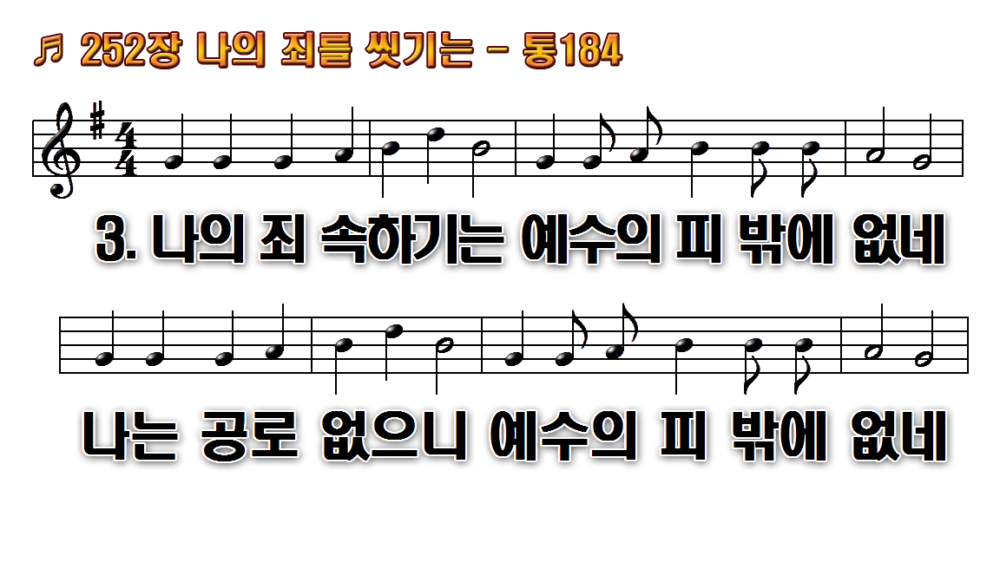 ♬ 252장 나의 죄를 씻기는 - 통184
4
4
3. 나의 죄 속하기는 예수의 피 밖에 없네
나는 공로 없으니 예수의 피 밖에 없네